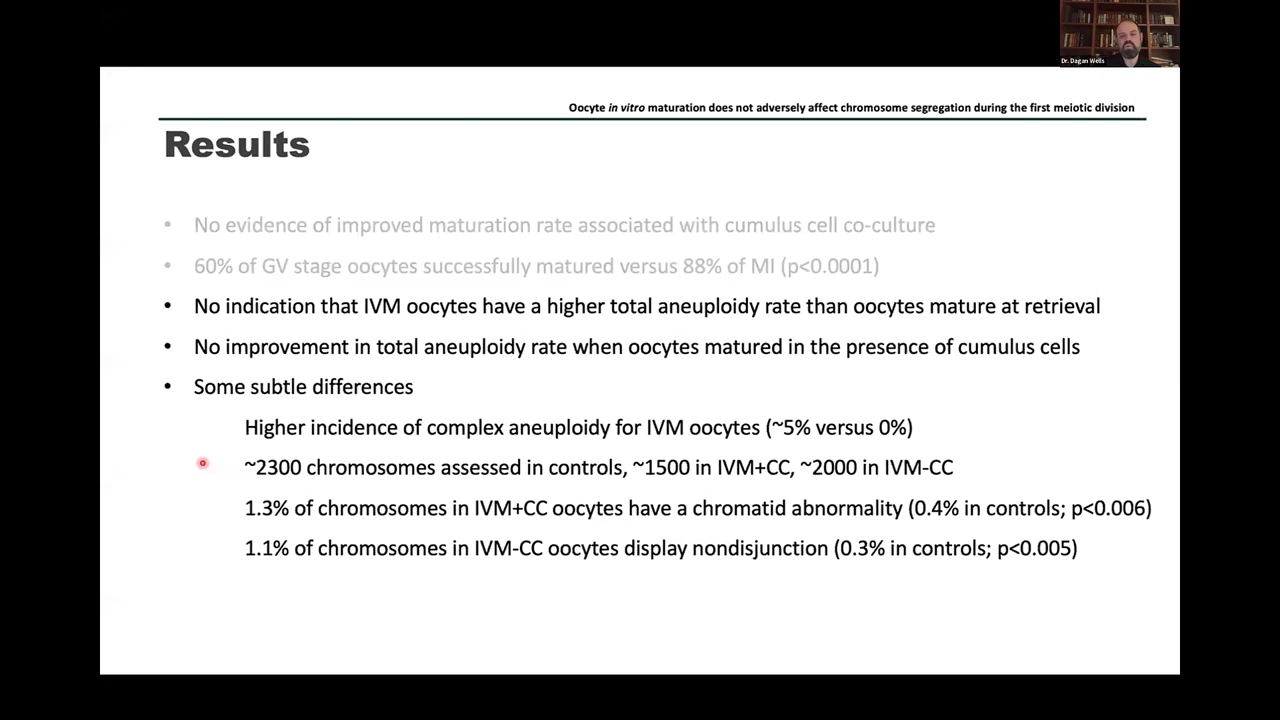 Dr. Dagan Wells
Oocyte in vitro maturation does not adversely affect chromosome segregation during the first meiotic division
Results
• No evidence of improved maturation rate associated with cumulus cell co-culture
• 60% of GV stage oocytes successfully matured versus 88% of MI (p<0.0001)
• No indication that IVM oocytes have a higher total aneuploidy rate than oocytes mature at retrieval
• No improvement in total aneuploidy rate when oocytes matured in the presence of cumulus cells
• Some subtle differences
Higher incidence of complex aneuploidy for IVM oocytes (~5% versus 0%)
~2300 chromosomes assessed in controls, ~1500 in IVM+CC, ~2000 in IVM-CC
1.3% of chromosomes in IVM+CC oocytes have a chromatid abnormality (0.4% in controls; p<0.006)
1.1% of chromosomes in IVM-CC oocytes display nondisjunction (0.3% in controls; p<0.005)